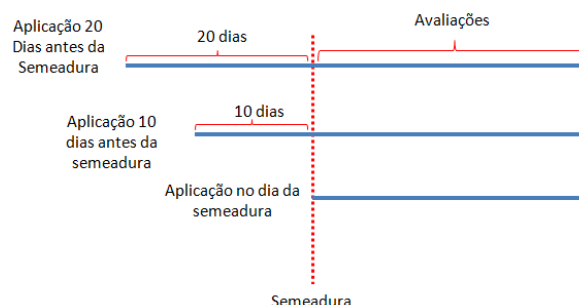 Aplicação 20
Dias antes da
Semeadura
20 dias
Avaliações
Aplicação 10
dias antes da
semeadura
10 dias
Aplicação no dia da
semeadura
Semeadura